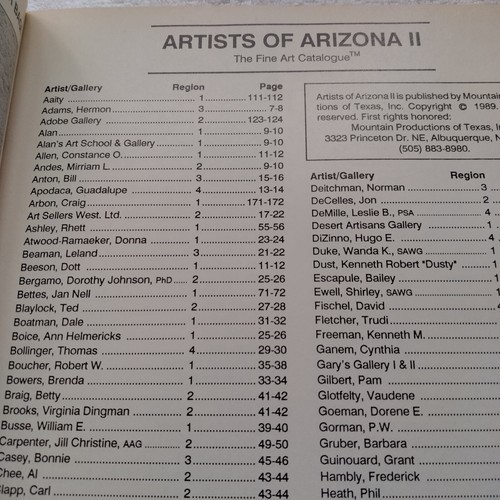 ARTISTS OF ARIZONA II
The Fine Art Catalogue™
Artist/Gallery Region Page
Aaity 1 111-112
Adams, Hermon 3 7-8
Adobe Gallery 2 123-124
Alan 1 9-10
Alan's Art School & Gallery 1 9-10
Allen, Constance O. 1 11-12
Andes, Mirriam L. 2 9-10
Anton, Bill 3 15-16
Apodaca, Guadalupe 4 13-14
Arbon, Craig 1 171-172
Art Sellers West. Ltd. 2 17-22
Ashley, Rhett 1 55-56
Atwood-Ramaeker, Donna 1 23-24
Beaman, Leland 3 21-22
Beeson, Dott 1 11-12
Bergamo, Dorothy Johnson, PhD 2 25-26
Bettes, Jan Nell 1 71-72
Blaylock, Ted 2 27-28
Boatman, Dale 1 31-32
Boice, Ann Helmericks 1 25-26
Bollinger, Thomas 4 29-30
Boucher, Robert W. 1 35-38
Bowers, Brenda 1 33-34
Braig, Betty 2 41-42
Brooks, Virginia Dingman 2 41-42
Busse, William E. 1 39-40
Carpenter, Jill Christine, AAG 2 49-50
Casey, Bonnie 3 45-46
Chee, Al 2 43-44
Clapp, Carl 2 43-44
Artists of Arizona II is published by Mountain
tions of Texas, Inc. Copyright © 1989.
reserved. First rights honored:
Mountain Productions of Texas, In
3323 Princeton Dr. NE, Albuquerque, N
(505) 883-8980.
Artist/Gallery Region
Deitchman, Norman 3
DeCelles, Jon 2
DeMille, Leslie B., PSA 4
Desert Artisans Gallery 1
DiZinno, Hugo E. 4
Duke, Wanda K., SAWG 1
Dust, Kenneth Robert "Dusty" 1
Escapule, Bailey 2
Ewell, Shirley, SAWG 1
Fischel, David 4
Fletcher, Trudi
Freeman, Kenneth M.
Ganem, Cynthia
Gary's Gallery I & II
Gilbert, Pam
Glotfelty, Vaudene
Goeman, Dorene E.
Gorman, P.W.
Gruber, Barbara
Guinouard, Grant
Hambly, Frederick
Heath, Phil